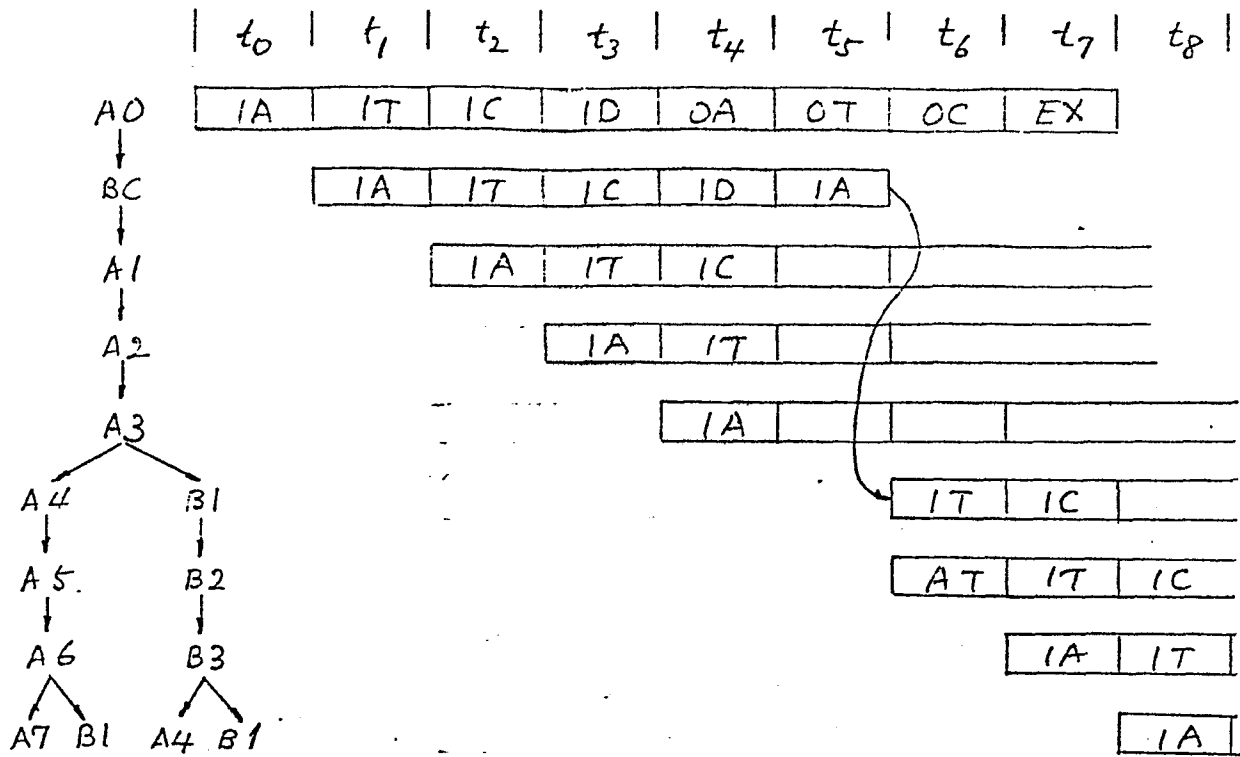 t0 t1 t2 t3 t4 t5 t6 t7 t8
A0 IA IT IC ID OA OT OC EX
BC IA IT IC ID IA
A1 IA IT IC
A2 IA IT
A3 IA
A4 B1 IT IC
A5. B2 AT IT IC
A6 B3 IA IT
A7 B1 A4 B1 IA